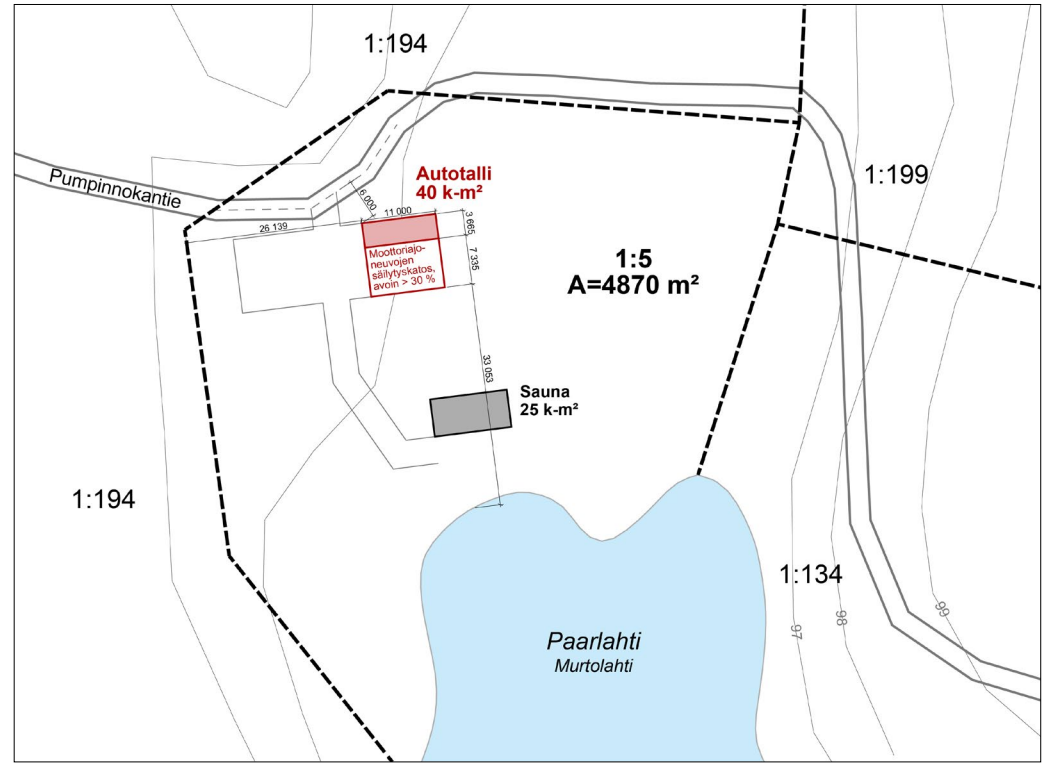 1:194
Pumpinnokantie
Autotalli
40 k-m²
6 000
11 000
26 139
3 665
7 335
Moottoriajo-
neuvojen
säilytyskatos,
avoin > 30 %
1:199
1:5
A=4870 m²
33 053
Sauna
25 k-m²
1:194
1:134
97
98
99
Paarlahti
Murtolahti